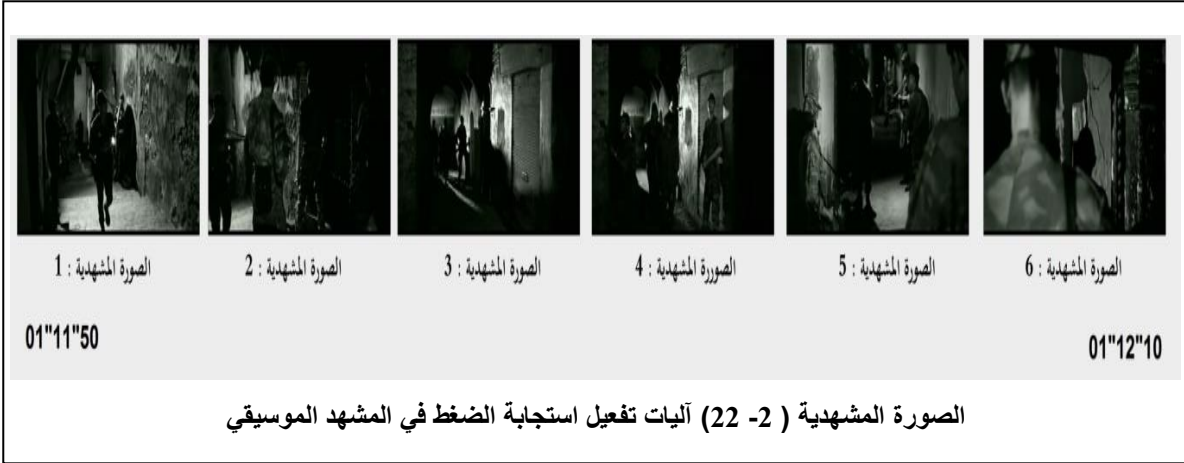 الصورة المشهدية : 1
الصورة المشهدية : 2
الصورة المشهدية : 3
الصوررة المشهدية : 4
الصورة المشهدية : 5
الصورة المشهدية : 6
01"11"50
01"12"10
الصورة المشهدية ( 2- 22) آليات تفعيل استجابة الضغط في المشهد الموسيقي